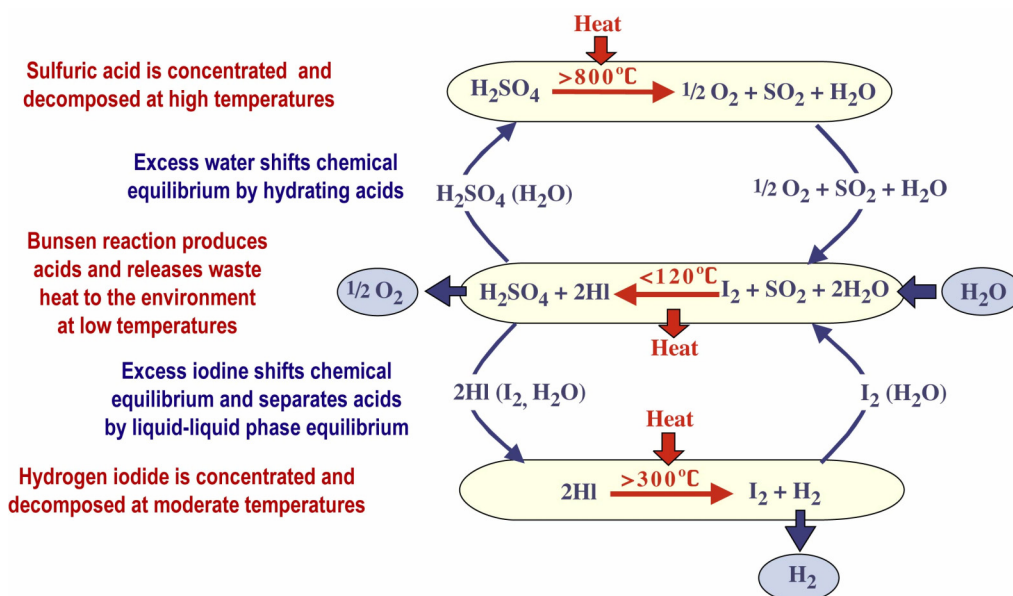 Heat
Sulfuric acid is concentrated and
decomposed at high temperatures
H₂SO₄
>800°C
1/2 O₂ + SO₂ + H₂O
Excess water shifts chemical
equilibrium by hydrating acids
H₂SO₄ (H₂O)
1/2 O₂ + SO₂ + H₂O
Bunsen reaction produces
acids and releases waste
heat to the environment
at low temperatures
1/2 O₂
H₂SO₄ + 2HI
<120°C
I₂ + SO₂ + 2H₂O
H₂O
Heat
Excess iodine shifts chemical
equilibrium and separates acids
by liquid-liquid phase equilibrium
2HI (I₂, H₂O)
I₂ (H₂O)
Heat
Hydrogen iodide is concentrated and
decomposed at moderate temperatures
2HI
>300°C
I₂ + H₂
H₂